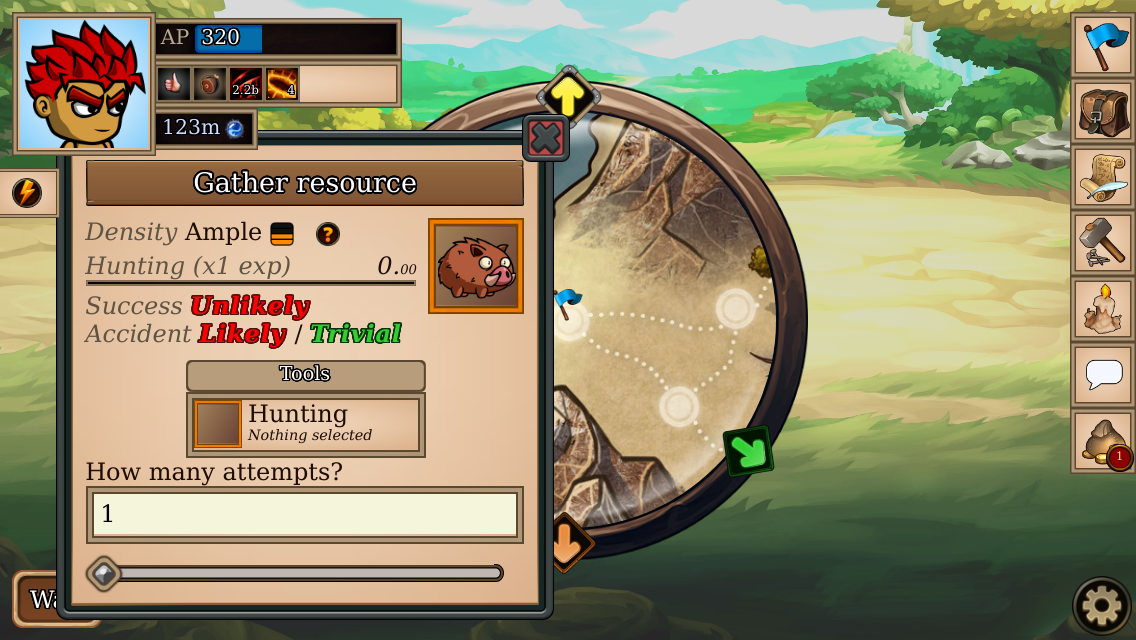 AP 320
2.2b 4
123m
Gather resource
Density Ample ?
Hunting (x1 exp) 0.00
Success Unlikely
Accident Likely / Trivial
Tools
Hunting
Nothing selected
How many attempts?
1
1